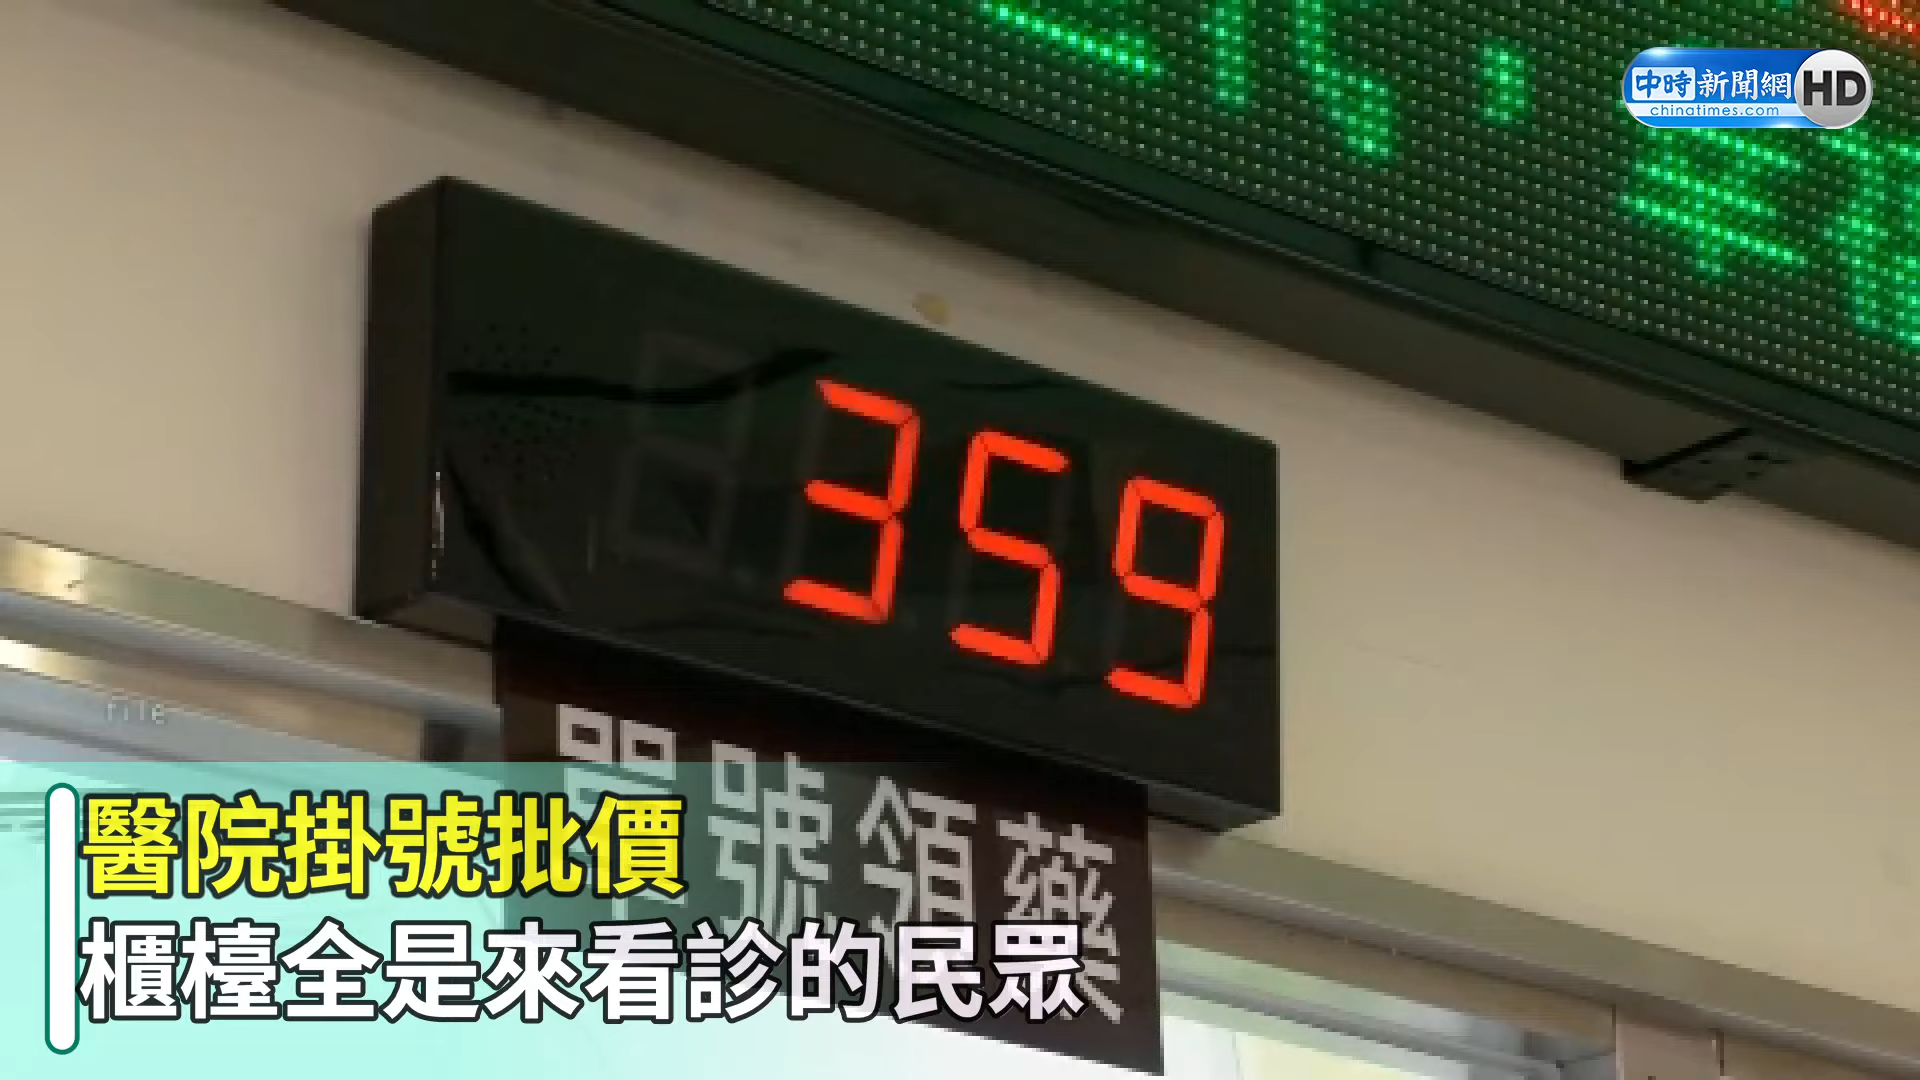 中時新聞網 HD
chinatimes.com
359
單號領藥
file
醫院掛號批價
櫃檯全是來看診的民眾